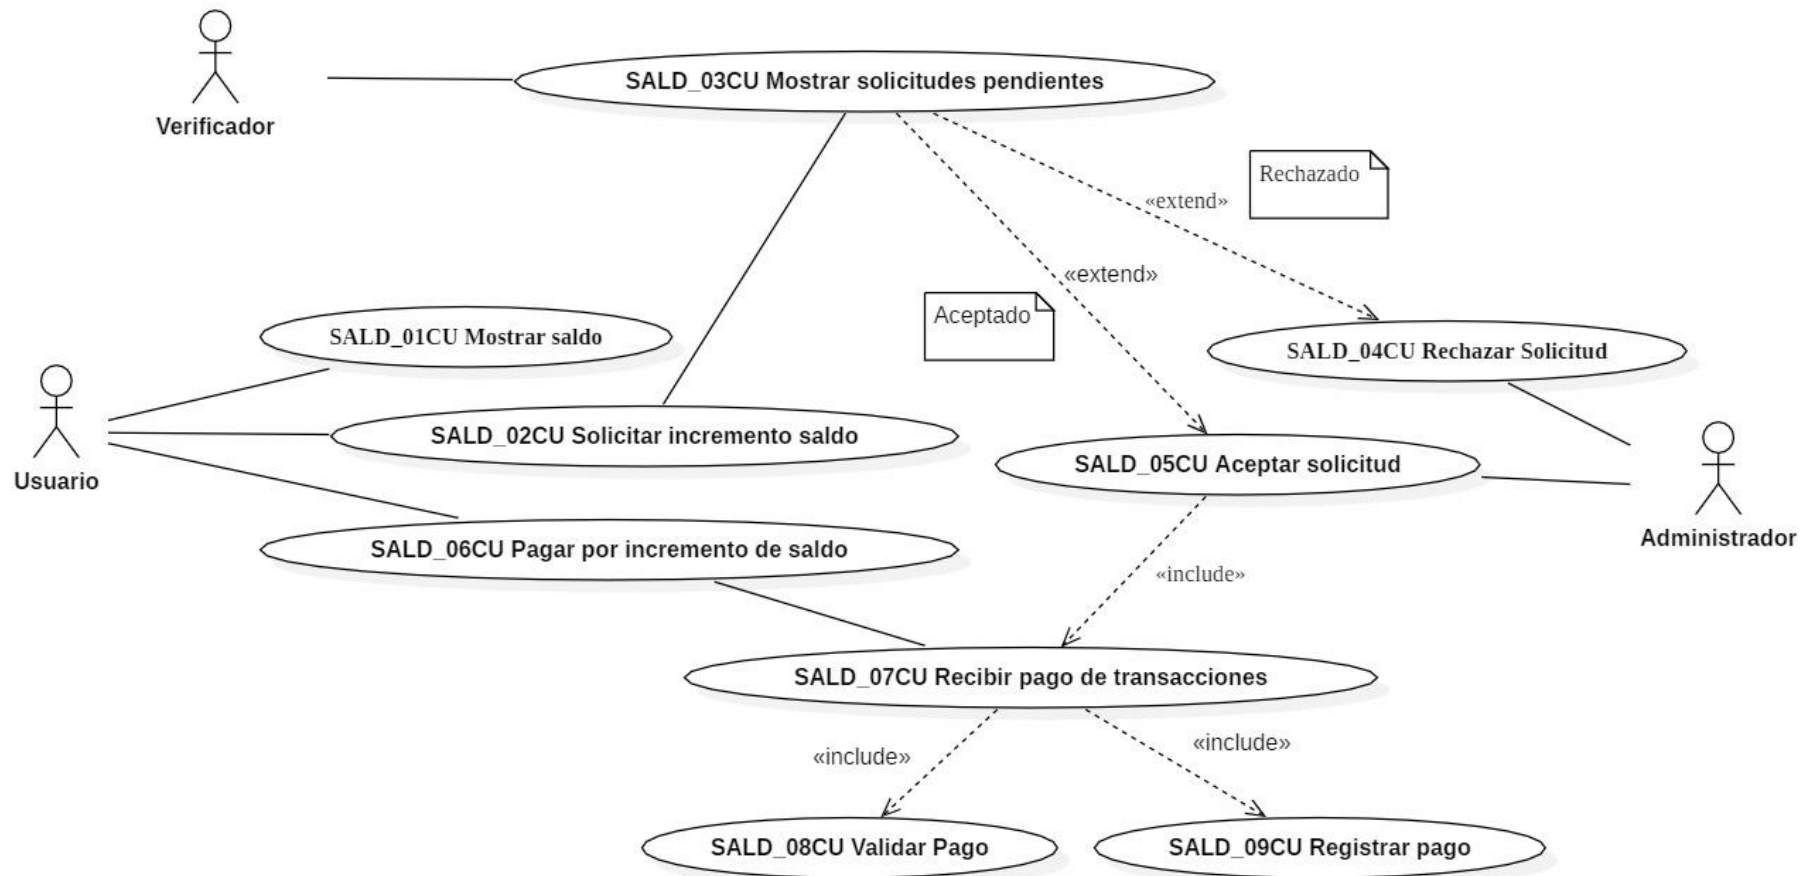 SALD_03CU Mostrar solicitudes pendientes
Verificador
Rechazado
«extend»
«extend»
Aceptado
SALD_01CU Mostrar saldo
SALD_04CU Rechazar Solicitud
SALD_02CU Solicitar incremento saldo
SALD_05CU Aceptar solicitud
Usuario
Administrador
SALD_06CU Pagar por incremento de saldo
«include»
SALD_07CU Recibir pago de transacciones
«include»
«include»
SALD_08CU Validar Pago
SALD_09CU Registrar pago